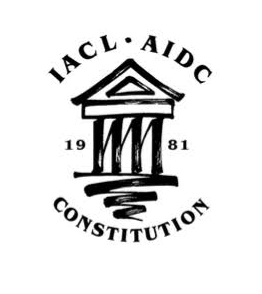 IACL · AIDC
19 81
CONSTITUTION